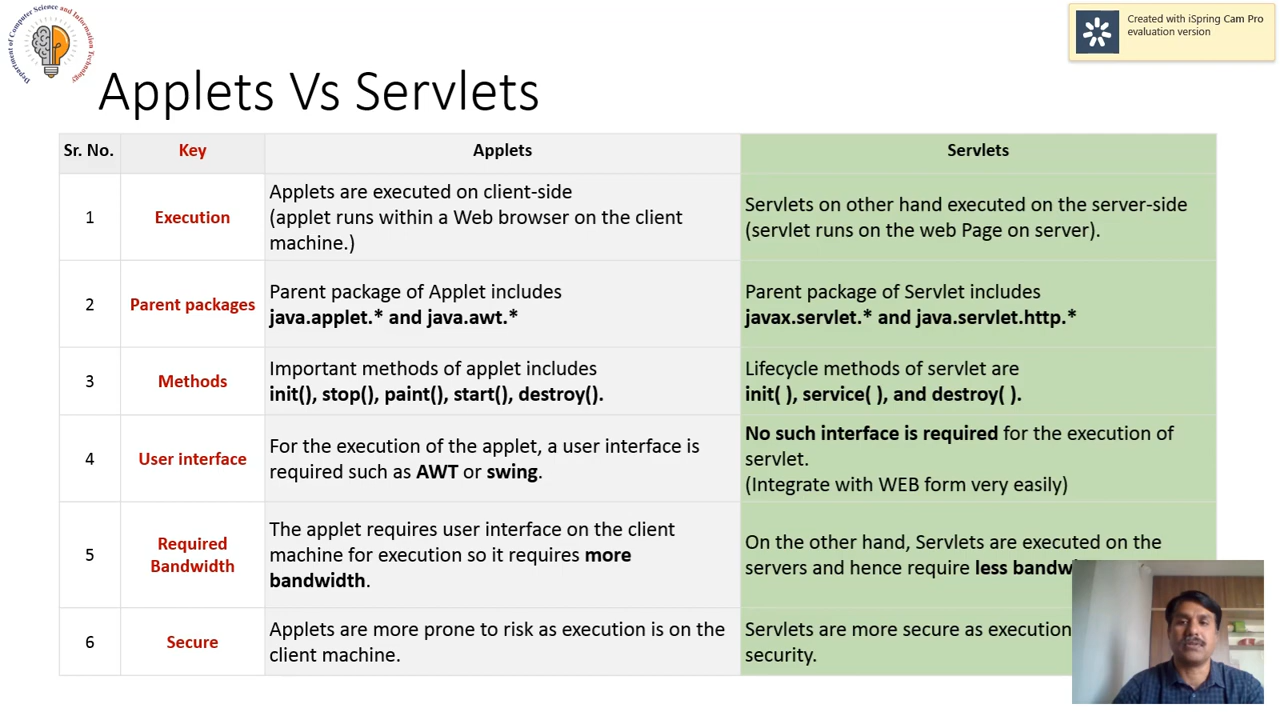 Department of Computer Science and Information Technology
Created with iSpring Cam Pro
evaluation version
Applets Vs Servlets
Sr. No. Key Applets Servlets
1
Execution
Applets are executed on client-side
(applet runs within a Web browser on the client
machine.)
Servlets on other hand executed on the server-side
(servlet runs on the web Page on server).
2
Parent packages
Parent package of Applet includes
java.applet.* and java.awt.*
Parent package of Servlet includes
javax.servlet.* and java.servlet.http.*
3
Methods
Important methods of applet includes
init(), stop(), paint(), start(), destroy().
Lifecycle methods of servlet are
init( ), service( ), and destroy( ).
4
User interface
For the execution of the applet, a user interface is
required such as AWT or swing.
No such interface is required for the execution of
servlet.
(Integrate with WEB form very easily)
5
Required
Bandwidth
The applet requires user interface on the client
machine for execution so it requires more
bandwidth.
On the other hand, Servlets are executed on the
servers and hence require less
6
Secure
Applets are more prone to risk as execution is on the
client machine.
Servlets are more secure as execution
security.